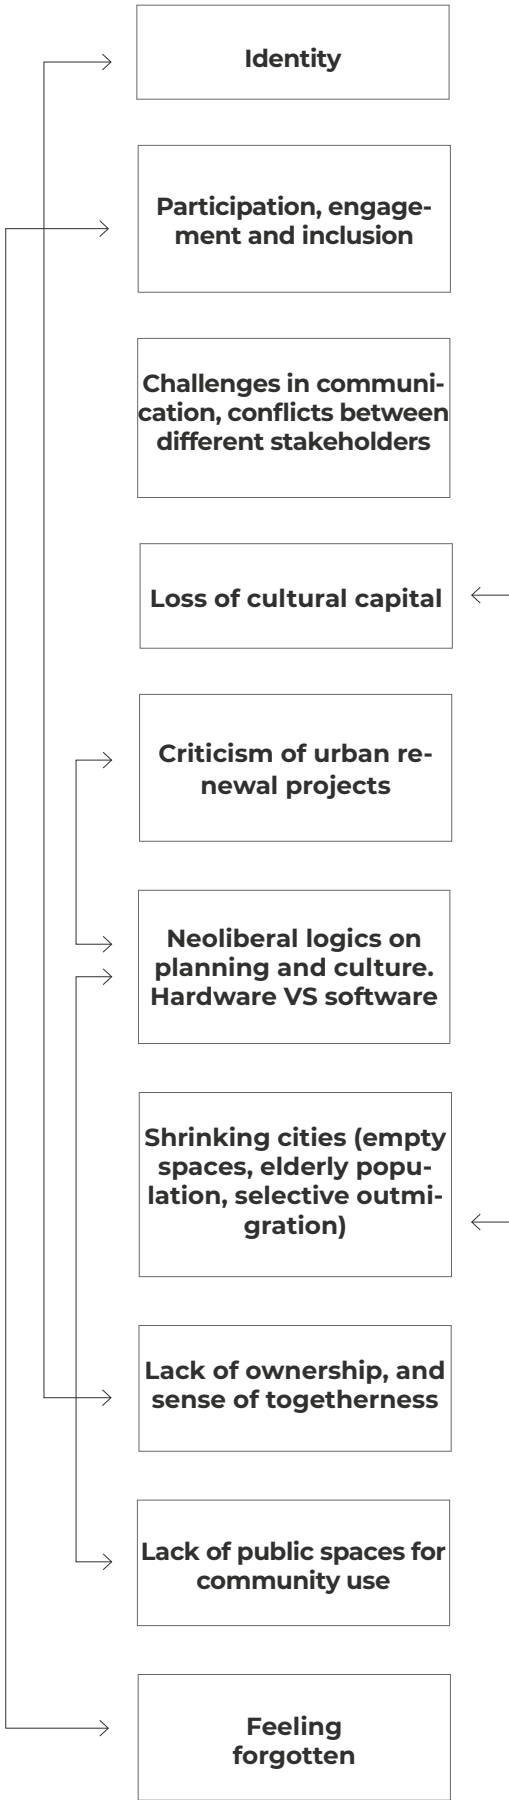 Identity
Participation, engage-
ment and inclusion
Challenges in communi-
cation, conflicts between
different stakeholders
Loss of cultural capital
Criticism of urban re-
newal projects
Neoliberal logics on
planning and culture.
Hardware VS software
Shrinking cities (empty
spaces, elderly popu-
lation, selective outmi-
gration)
Lack of ownership, and
sense of togetherness
Lack of public spaces for
community use
Feeling
forgotten